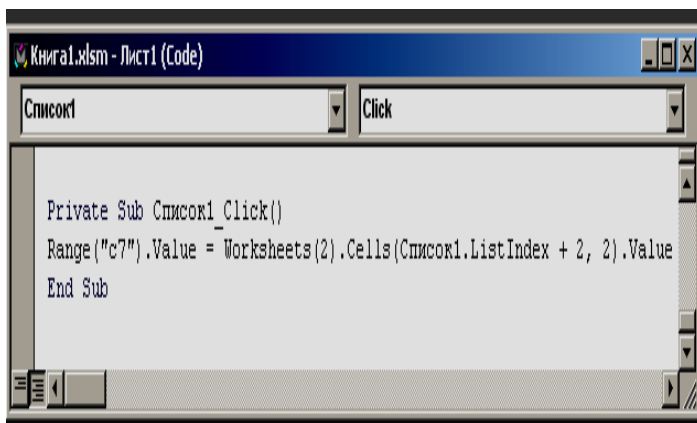 Книга1.xlsm - Лист1 (Code)
Список1 Click
Private Sub Список1_Click()
Range("c7").Value = Worksheets(2).Cells(Список1.ListIndex + 2, 2).Value
End Sub